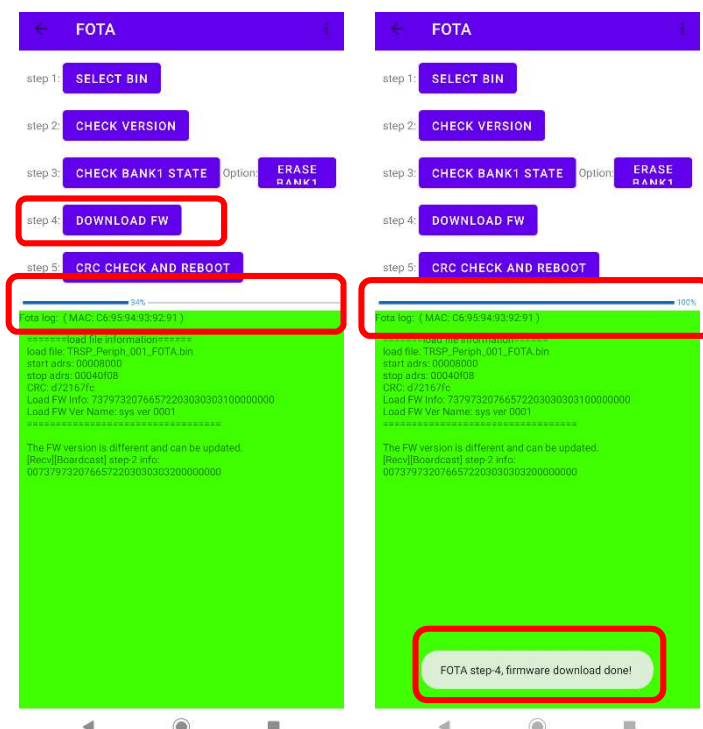 FOTA
step 1: SELECT BIN
step 2: CHECK VERSION
step 3: CHECK BANK1 STATE Option: ERASE BANK1
step 4: DOWNLOAD FW
step 5: CRC CHECK AND REBOOT
34%
Fota log: ( MAC: C6:95:94:93:92:91 )
=======load file information======
load file: TRSP_Periph_001_FOTA.bin
start adrs: 00008000
stop adrs: 00040f08
CRC: d72167fc
Load FW Info: 73797320766572203030303100000000
Load FW Ver Name: sys ver 0001
==================================
The FW version is different and can be updated.
[Recv][Boardcast] step-2 info:
0073797320766572203030303200000000
FOTA
step 1: SELECT BIN
step 2: CHECK VERSION
step 3: CHECK BANK1 STATE Option: ERASE BANK1
step 4: DOWNLOAD FW
step 5: CRC CHECK AND REBOOT
100%
Fota log: ( MAC: C6:95:94:93:92:91 )
=======load file information======
load file: TRSP_Periph_001_FOTA.bin
start adrs: 00008000
stop adrs: 00040f08
CRC: d72167fc
Load FW Info: 73797320766572203030303100000000
Load FW Ver Name: sys ver 0001
==================================
The FW version is different and can be updated.
[Recv][Boardcast] step-2 info:
0073797320766572203030303200000000
FOTA step-4, firmware download done!